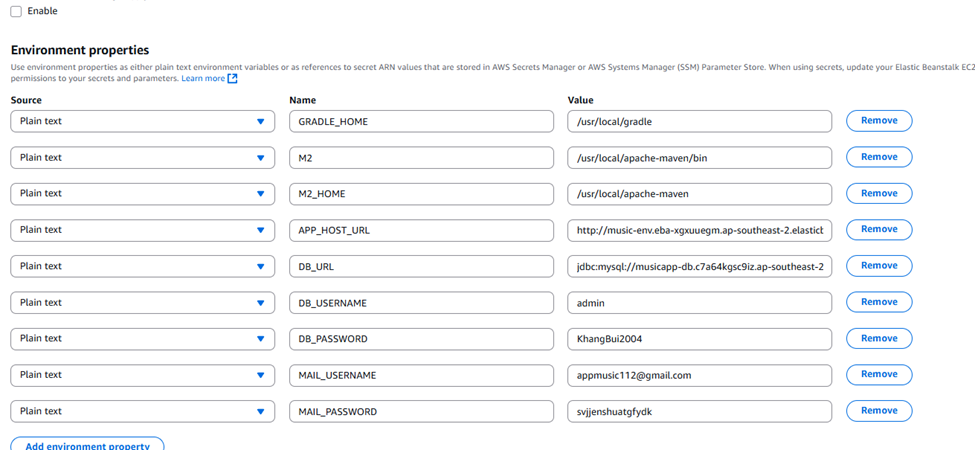 Enable
Environment properties
Use environment properties as either plain text environment variables or as references to secret ARN values that are stored in AWS Secrets Manager or AWS Systems Manager (SSM) Parameter Store. When using secrets, update your Elastic Beanstalk EC2
permissions to your secrets and parameters. Learn more
Source Name Value
Plain text GRADLE_HOME /usr/local/gradle Remove
Plain text M2 /usr/local/apache-maven/bin Remove
Plain text M2_HOME /usr/local/apache-maven Remove
Plain text APP_HOST_URL http://music-env.eba-xgxuuegm.ap-southeast-2.elasticb Remove
Plain text DB_URL jdbc:mysql://musicapp-db.c7a64kgsc9iz.ap-southeast-2 Remove
Plain text DB_USERNAME admin Remove
Plain text DB_PASSWORD KhangBui2004 Remove
Plain text MAIL_USERNAME appmusic112@gmail.com Remove
Plain text MAIL_PASSWORD svjjenshuatgfydk Remove
Add environment property